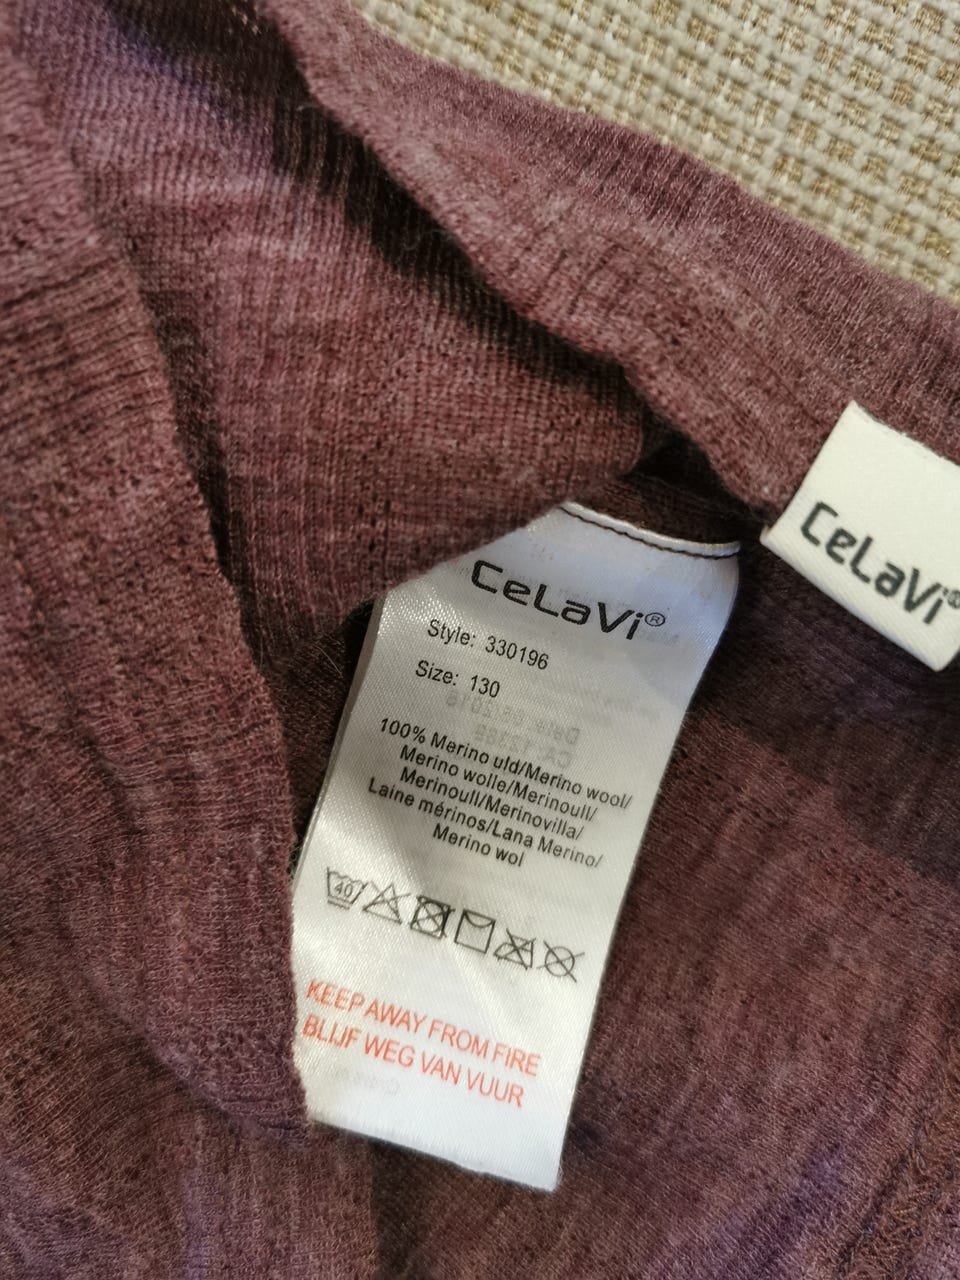 CeLaVi®
Style: 330196
Size: 130
100% Merino uld/Merino wool/
Merino wolle/Merinoull/
Merinoull/Merinovilla/
Laine mérinos/Lana Merino/
Merino wol
40
KEEP AWAY FROM FIRE
BLIJF WEG VAN VUUR
CeLaVi®